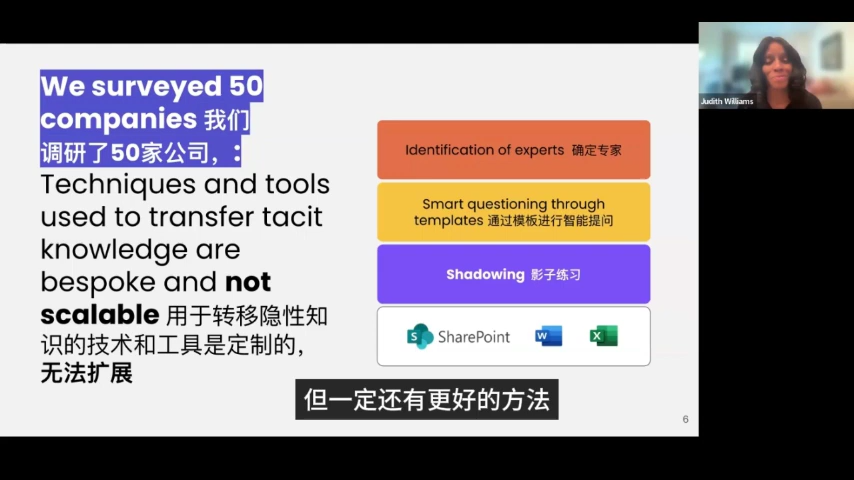 We surveyed 50
companies 我们
调研了50家公司，:
Techniques and tools
used to transfer tacit
knowledge are
bespoke and not
scalable 用于转移隐性知
识的技术和工具是定制的，
无法扩展
Identification of experts 确定专家
Smart questioning through
templates 通过模板进行智能提问
Shadowing 影子练习
S SharePoint W X
但一定还有更好的方法
6
Judith Williams